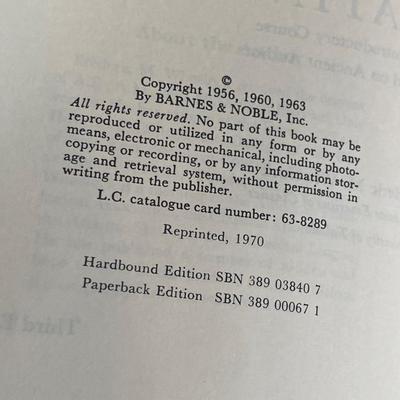 ©
Copyright 1956, 1960, 1963
By BARNES & NOBLE, Inc.
All rights reserved. No part of this book may be
reproduced or utilized in any form or by any
means, electronic or mechanical, including photo-
copying or recording, or by any information stor-
age and retrieval system, without permission in
writing from the publisher.
L.C. catalogue card number: 63-8289
Reprinted, 1970
Hardbound Edition SBN 389 03840 7
Paperback Edition SBN 389 00067 1